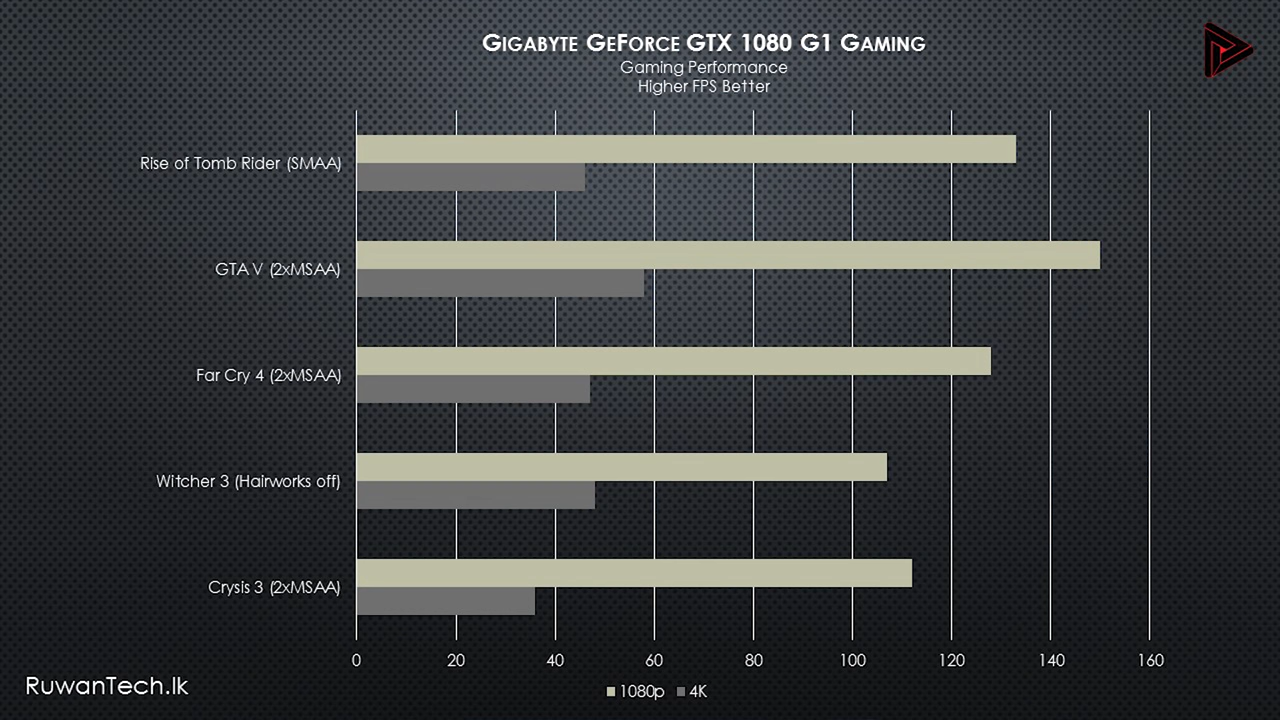 GIGABYTE GEFORCE GTX 1080 G1 GAMING
Gaming Performance
Higher FPS Better
Rise of Tomb Rider (SMAA)
GTA V (2xMSAA)
Far Cry 4 (2xMSAA)
Witcher 3 (Hairworks off)
Crysis 3 (2xMSAA)
0 20 40 60 80 100 120 140 160
1080p 4K
RuwanTech.lk